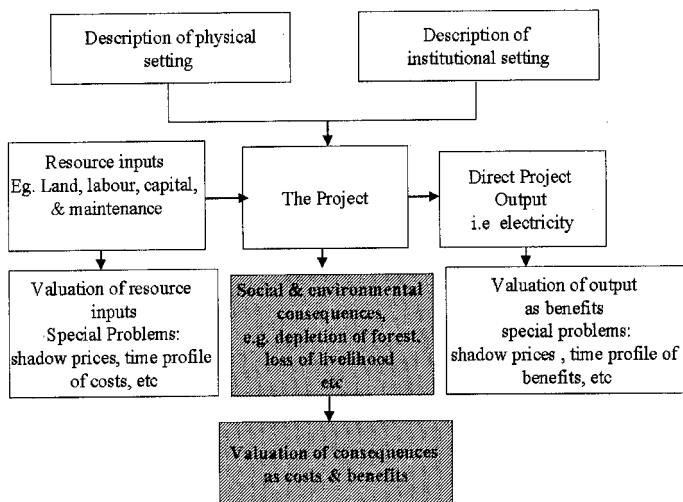 Description of physical
setting
Description of
institutional setting
Resource inputs
Eg. Land, labour, capital,
& maintenance
The Project
Direct Project
Output
i.e electricity
Valuation of resource
inputs
Special Problems:
shadow prices, time profile
of costs, etc
Social & environmental
consequences,
e.g. depletion of forest,
loss of livelihood
etc
Valuation of output
as benefits
special problems:
shadow prices , time profile of
benefits, etc
Valuation of consequences
as costs & benefits